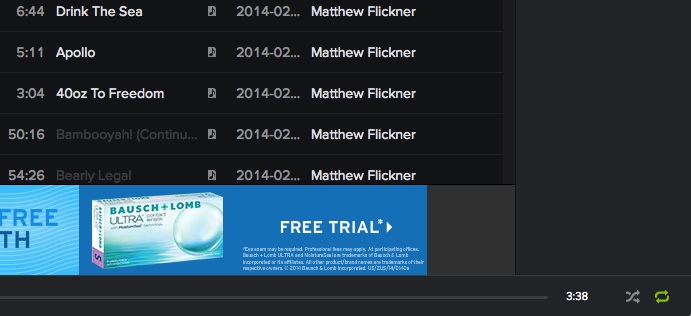 6:44 Drink The Sea 2014-02... Matthew Flickner
5:11 Apollo 2014-02... Matthew Flickner
3:04 40oz To Freedom 2014-02... Matthew Flickner
50:16 Bambooyah! (Continu... 2014-02... Matthew Flickner
54:26 Bearly Legal 2014-02... Matthew Flickner
FREE
TH
BAUSCH + LOMB
ULTRA™ contact lenses
with MoistureSeal™ technology
FREE TRIAL*
*Eye exam may be required. Professional fees may apply. At participating offices.
Bausch + Lomb ULTRA and MoistureSeal are trademarks of Bausch & Lomb
Incorporated or its affiliates. All other product/brand names are trademarks of their
respective owners. © 2014 Bausch & Lomb Incorporated. US/ZUS/14/0140e
3:38